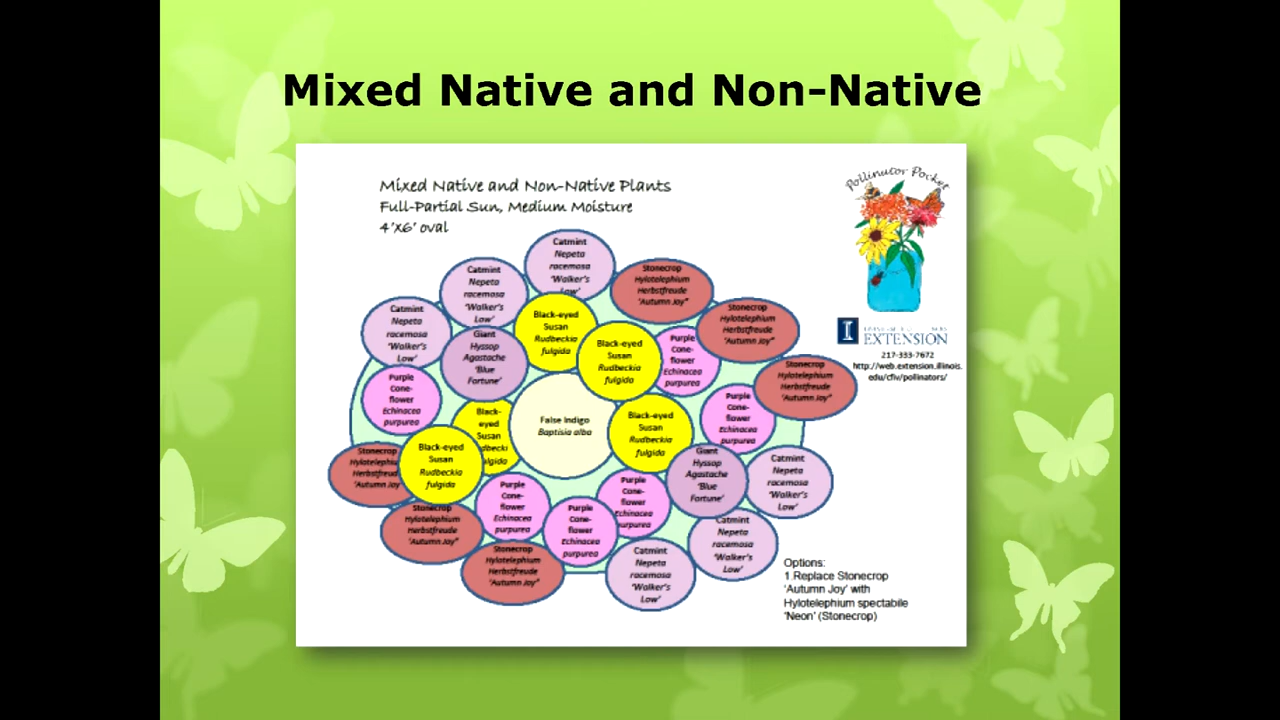 Mixed Native and Non-Native
Mixed Native and Non-Native Plants
Full-Partial Sun, Medium Moisture
4'x6' oval
Pollinator Pocket
EXTENSION
217-333-7672
http://web.extension.illinois.
edu/cfiv/pollinators/
Catmint
Nepeta
racemosa
'Walker's
Low'
Catmint
Nepeta
racemosa
'Walker's
Low'
Catmint
Nepeta
racemosa
'Walker's
Low'
Stonecrop
Hylotelephium
Herbstfreude
'Autumn Joy"
Stonecrop
Hylotelephium
Herbstfreude
'Autumn Joy"
Stonecrop
Hylotelephium
Herbstfreude
'Autumn Joy"
Black-eyed
Susan
Rudbeckia
fulgida
Black-eyed
Susan
Rudbeckia
fulgida
Giant
Hyssop
Agastache
'Blue
Fortune'
Purple
Cone-
flower
Echinacea
purpurea
Purple
Cone-
flower
Echinacea
purpurea
Purple
Cone-
flower
Echinacea
purpurea
Black-
eyed
Susan
False Indigo
Baptisia alba
Black-eyed
Susan
Rudbeckia
fulgida
Stonecrop
Herbstfreude
'Autumn Joy"
Black-eyed
Susan
Rudbeckia
fulgida
Giant
Hyssop
Agastache
'Blue
Fortune'
Catmint
Nepeta
racemosa
'Walker's
Low'
Purple
Cone-
flower
Echinacea
purpurea
Purple
Cone-
flower
Echinacea
purpurea
Purple
Cone-
flower
Stonecrop
Hylotelephium
Herbstfreude
'Autumn Joy"
Catmint
Nepeta
racemosa
'Walker's
Low'
Stonecrop
Hylotelephium
Herbstfreude
'Autumn Joy"
Catmint
Nepeta
racemosa
'Walker's
Low'
Options:
1.Replace Stonecrop
'Autumn Joy' with
Hylotelephium spectabile
'Neon' (Stonecrop)